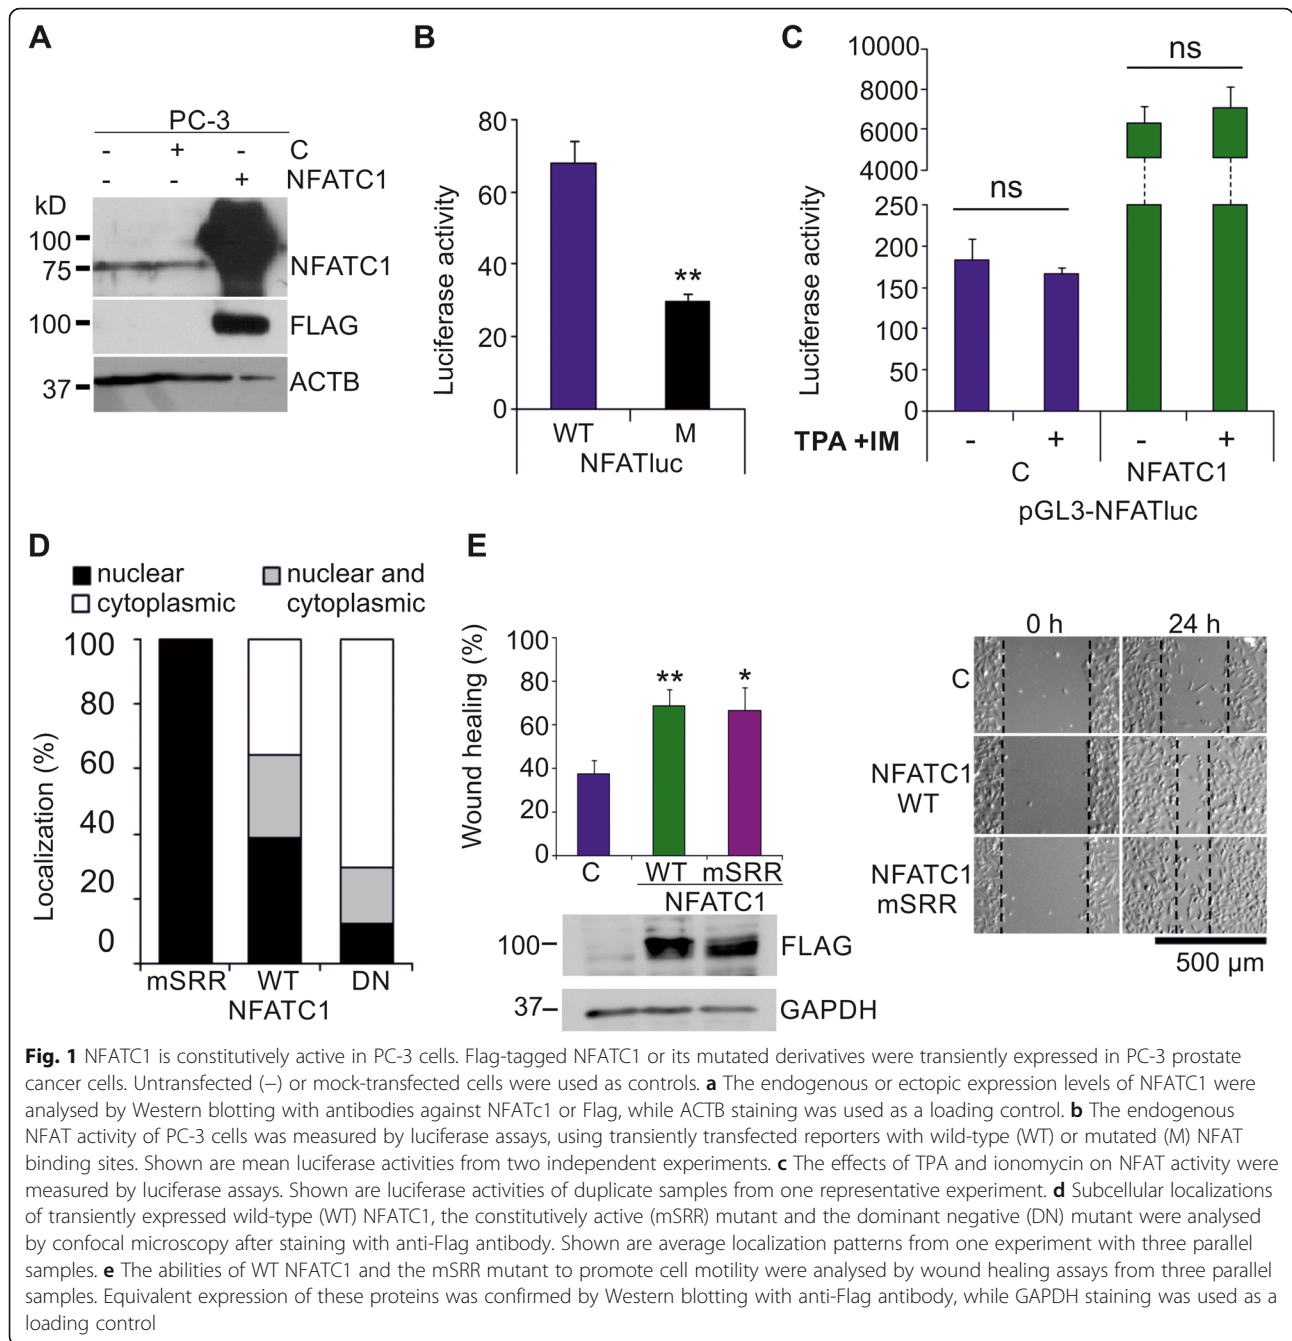 A
PC-3
- + - C
- - + NFATC1
kD
100
75
NFATC1
100
FLAG
37
ACTB
B
Luciferase activity
80
60
40
20
0
**
WT M
NFATluc
C
Luciferase activity
10000
8000
6000
4000
250
200
150
100
50
0
ns
ns
TPA +IM - + - +
C NFATC1
pGL3-NFATluc
D
nuclear
cytoplasmic
nuclear and
cytoplasmic
Localization (%)
100
80
60
40
20
0
mSRR WT DN
NFATC1
E
Wound healing (%)
100
80
60
40
20
0
** *
C WT mSRR
NFATC1
100
FLAG
37
GAPDH
0 h 24 h
C
NFATC1
WT
NFATC1
mSRR
500 µm
Fig. 1 NFATC1 is constitutively active in PC-3 cells. Flag-tagged NFATC1 or its mutated derivatives were transiently expressed in PC-3 prostate
cancer cells. Untransfected (−) or mock-transfected cells were used as controls. a The endogenous or ectopic expression levels of NFATC1 were
analysed by Western blotting with antibodies against NFATc1 or Flag, while ACTB staining was used as a loading control. b The endogenous
NFAT activity of PC-3 cells was measured by luciferase assays, using transiently transfected reporters with wild-type (WT) or mutated (M) NFAT
binding sites. Shown are mean luciferase activities from two independent experiments. c The effects of TPA and ionomycin on NFAT activity were
measured by luciferase assays. Shown are luciferase activities of duplicate samples from one representative experiment. d Subcellular localizations
of transiently expressed wild-type (WT) NFATC1, the constitutively active (mSRR) mutant and the dominant negative (DN) mutant were analysed
by confocal microscopy after staining with anti-Flag antibody. Shown are average localization patterns from one experiment with three parallel
samples. e The abilities of WT NFATC1 and the mSRR mutant to promote cell motility were analysed by wound healing assays from three parallel
samples. Equivalent expression of these proteins was confirmed by Western blotting with anti-Flag antibody, while GAPDH staining was used as a
loading control